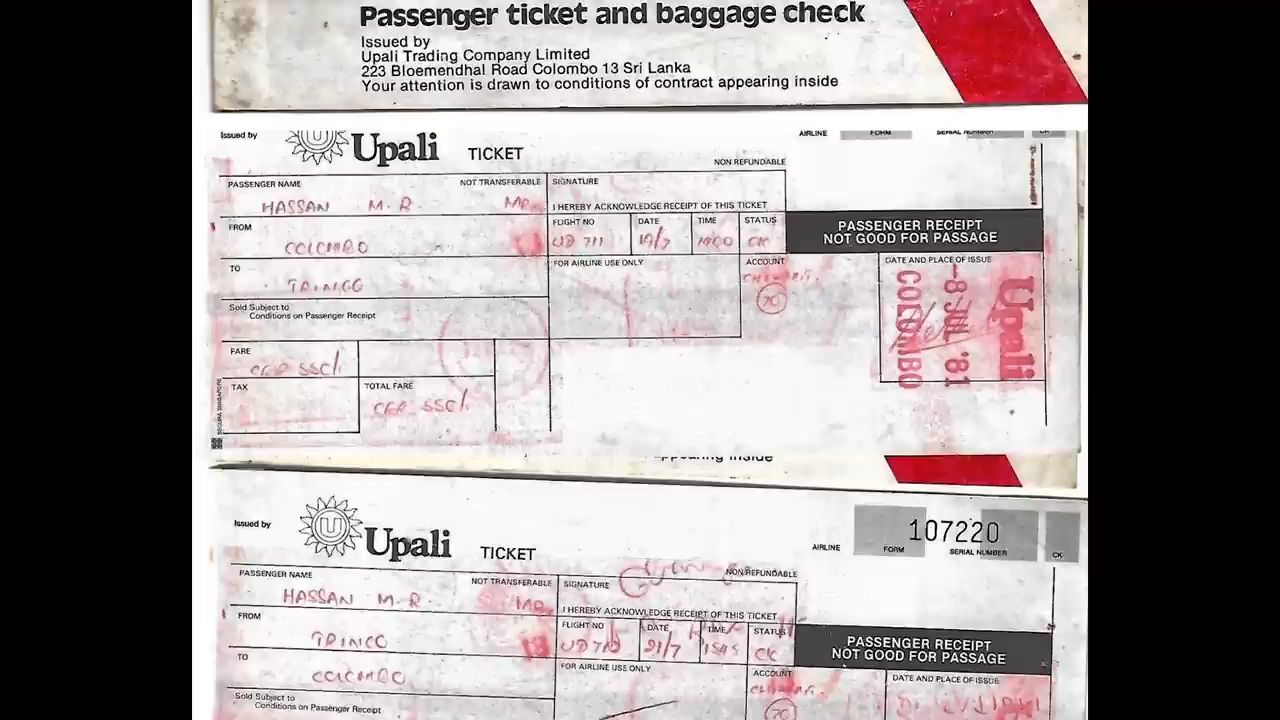 Passenger ticket and baggage check
Issued by
Upali Trading Company Limited
223 Bloemendhal Road Colombo 13 Sri Lanka
Your attention is drawn to conditions of contract appearing inside
Issued by
Upali TICKET
AIRLINE FORM SERIAL NUMBER CK
NON REFUNDABLE
PASSENGER NAME NOT TRANSFERABLE SIGNATURE
HASSAN M.R. MR. I HEREBY ACKNOWLEDGE RECEIPT OF THIS TICKET
FROM FLIGHT NO DATE TIME STATUS
COLOMBO 19/7 OK
PASSENGER RECEIPT
NOT GOOD FOR PASSAGE
TO FOR AIRLINE USE ONLY ACCOUNT DATE AND PLACE OF ISSUE
TRINCO
Upali
-8 JUL '81
COLOMBO
Sold Subject to
Conditions on Passenger Receipt
FARE
TAX TOTAL FARE
SECURA SINGAPORE
appearing inside
Issued by
Upali TICKET
107220
AIRLINE FORM SERIAL NUMBER CK
NON REFUNDABLE
PASSENGER NAME NOT TRANSFERABLE SIGNATURE
HASSAN M.R. MR. I HEREBY ACKNOWLEDGE RECEIPT OF THIS TICKET
FROM FLIGHT NO DATE TIME STATUS
TRINCO 21/7 1545 OK
PASSENGER RECEIPT
NOT GOOD FOR PASSAGE
TO FOR AIRLINE USE ONLY ACCOUNT DATE AND PLACE OF ISSUE
COLOMBO
Sold Subject to
Conditions on Passenger Receipt